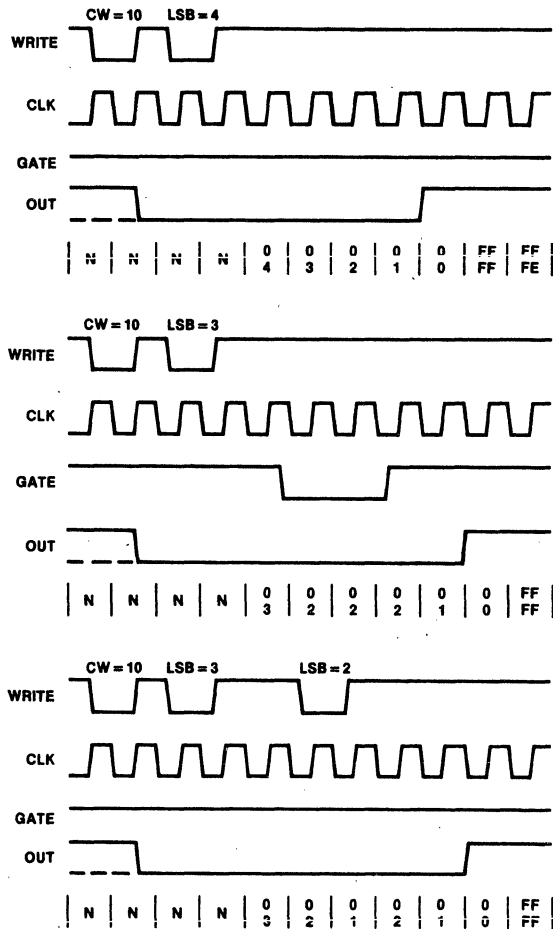 CW = 10 LSB = 4
WRITE
CLK
GATE
OUT
N N N N 0 0 0 0 0 FF FF
4 3 2 1 0 FF FE
CW = 10 LSB = 3
WRITE
CLK
GATE
OUT
N N N N 0 0 0 0 0 0 FF
3 2 2 2 1 0 FF
CW = 10 LSB = 3 LSB = 2
WRITE
CLK
GATE
OUT
N N N N 0 0 0 0 0 0 FF
3 2 1 2 1 0 FF